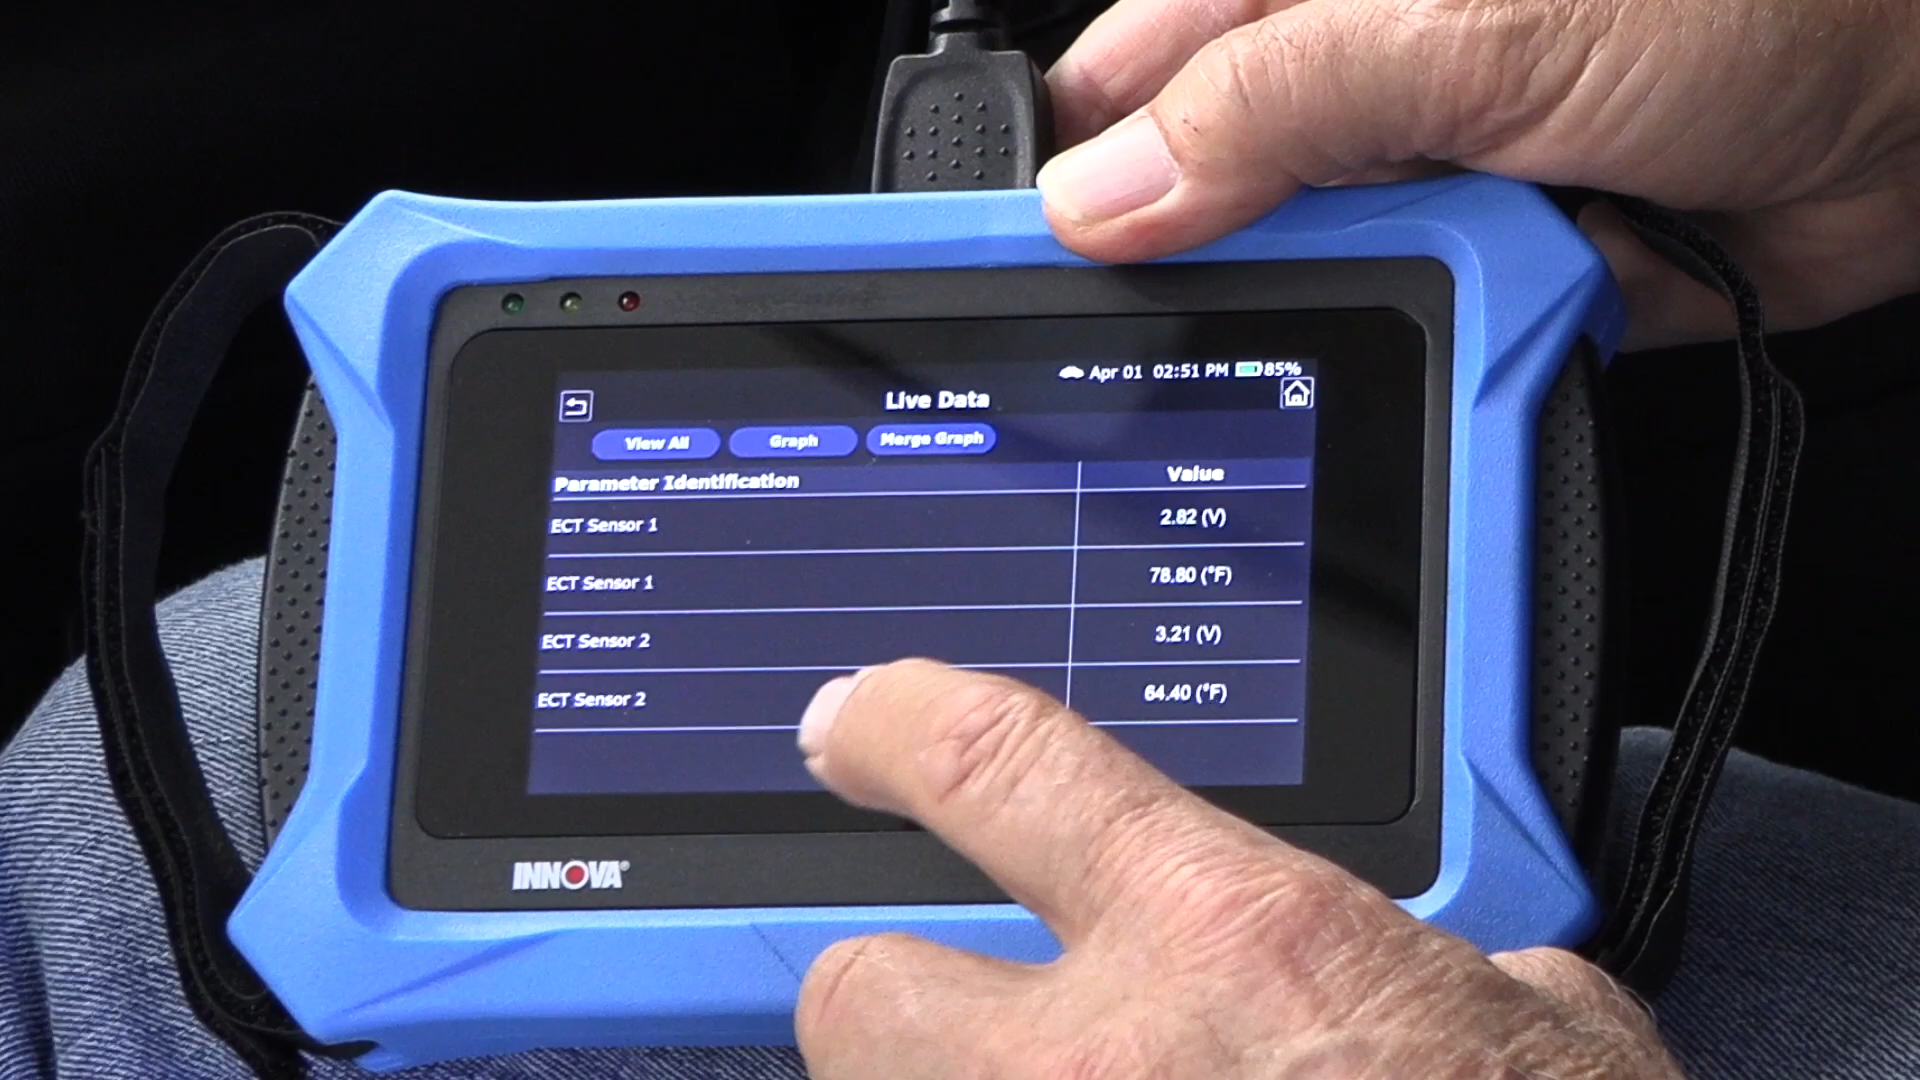 Apr 01 02:51 PM 85%
Live Data
View All Graph Merge Graph
Parameter Identification Value
ECT Sensor 1 2.82 (V)
ECT Sensor 1 78.80 (°F)
ECT Sensor 2 3.21 (V)
ECT Sensor 2 64.40 (°F)
INNOVA®